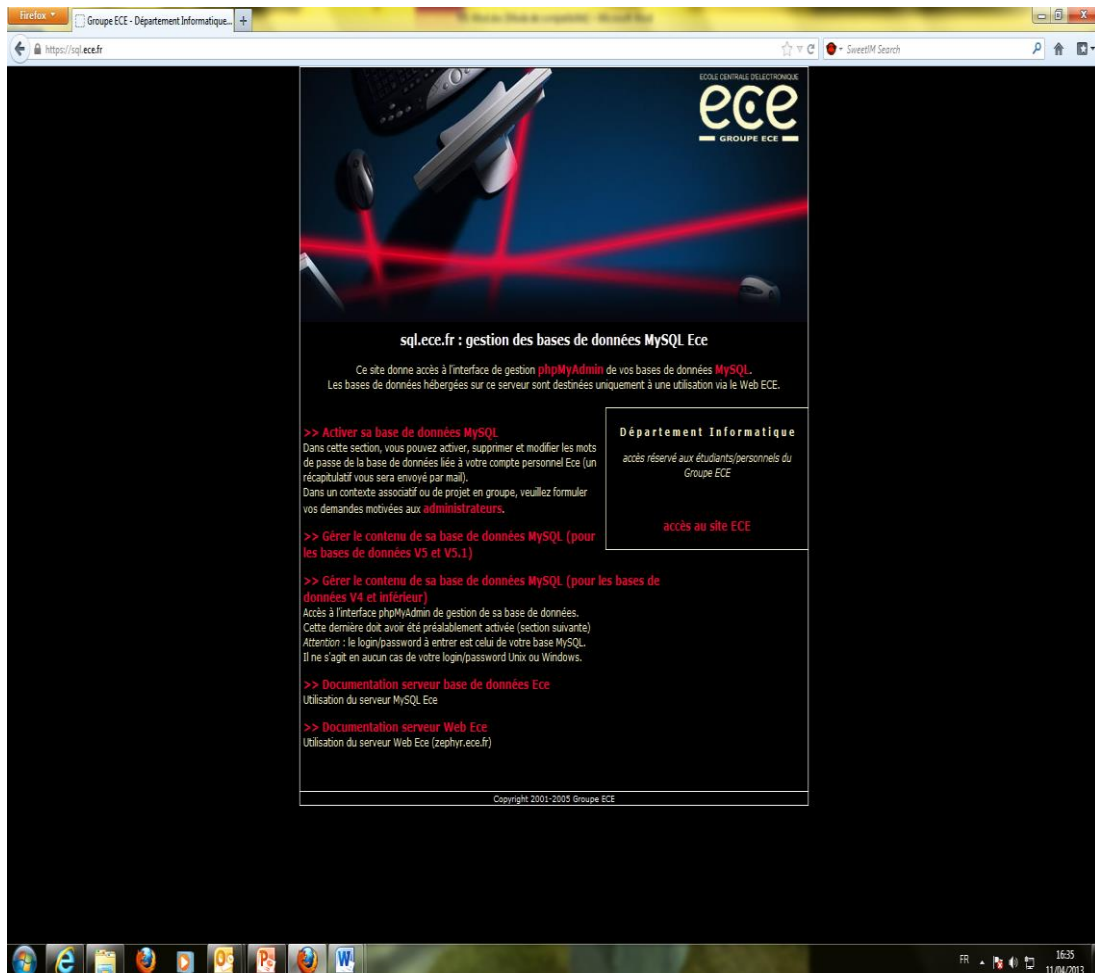 Firefox
Groupe ECE - Département Informatique...
+
https://sql.ece.fr
SweetIM Search
ECOLE CENTRALE D'ELECTRONIQUE
ece
GROUPE ECE
sql.ece.fr : gestion des bases de données MySQL Ece
Ce site donne accès à l'interface de gestion phpMyAdmin de vos bases de données MySQL.
Les bases de données hébergées sur ce serveur sont destinées uniquement à une utilisation via le Web ECE.
>> Activer sa base de données MySQL
Dans cette section, vous pouvez activer, supprimer et modifier les mots
de passe de la base de données liée à votre compte personnel Ece (un
récapitulatif vous sera envoyé par mail).
Dans un contexte associatif ou de projet en groupe, veuillez formuler
vos demandes motivées aux administrateurs.
Département Informatique
accès réservé aux étudiants/personnels du
Groupe ECE
accès au site ECE
>> Gérer le contenu de sa base de données MySQL (pour
les bases de données V5 et V5.1)
>> Gérer le contenu de sa base de données MySQL (pour les bases de
données V4 et inférieur)
Accès à l'interface phpMyAdmin de gestion de sa base de données.
Cette dernière doit avoir été préalablement activée (section suivante)
Attention : le login/password à entrer est celui de votre base MySQL.
Il ne s'agit en aucun cas de votre login/password Unix ou Windows.
>> Documentation serveur base de données Ece
Utilisation du serveur MySQL Ece
>> Documentation serveur Web Ece
Utilisation du serveur Web Ece (zephyr.ece.fr)
Copyright 2001-2005 Groupe ECE
FR
16:35
11/04/2013